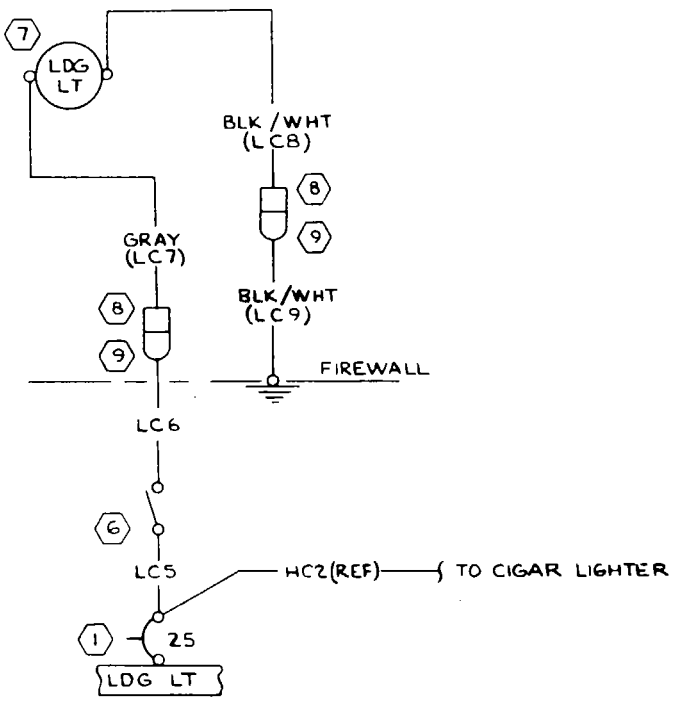 7
LDG
LT
BLK/WHT
(LC8)
8
9
GRAY
(LC7)
BLK/WHT
(LC9)
8
9
FIREWALL
LC6
6
LC5
HC2(REF)
TO CIGAR LIGHTER
1
25
LDG LT